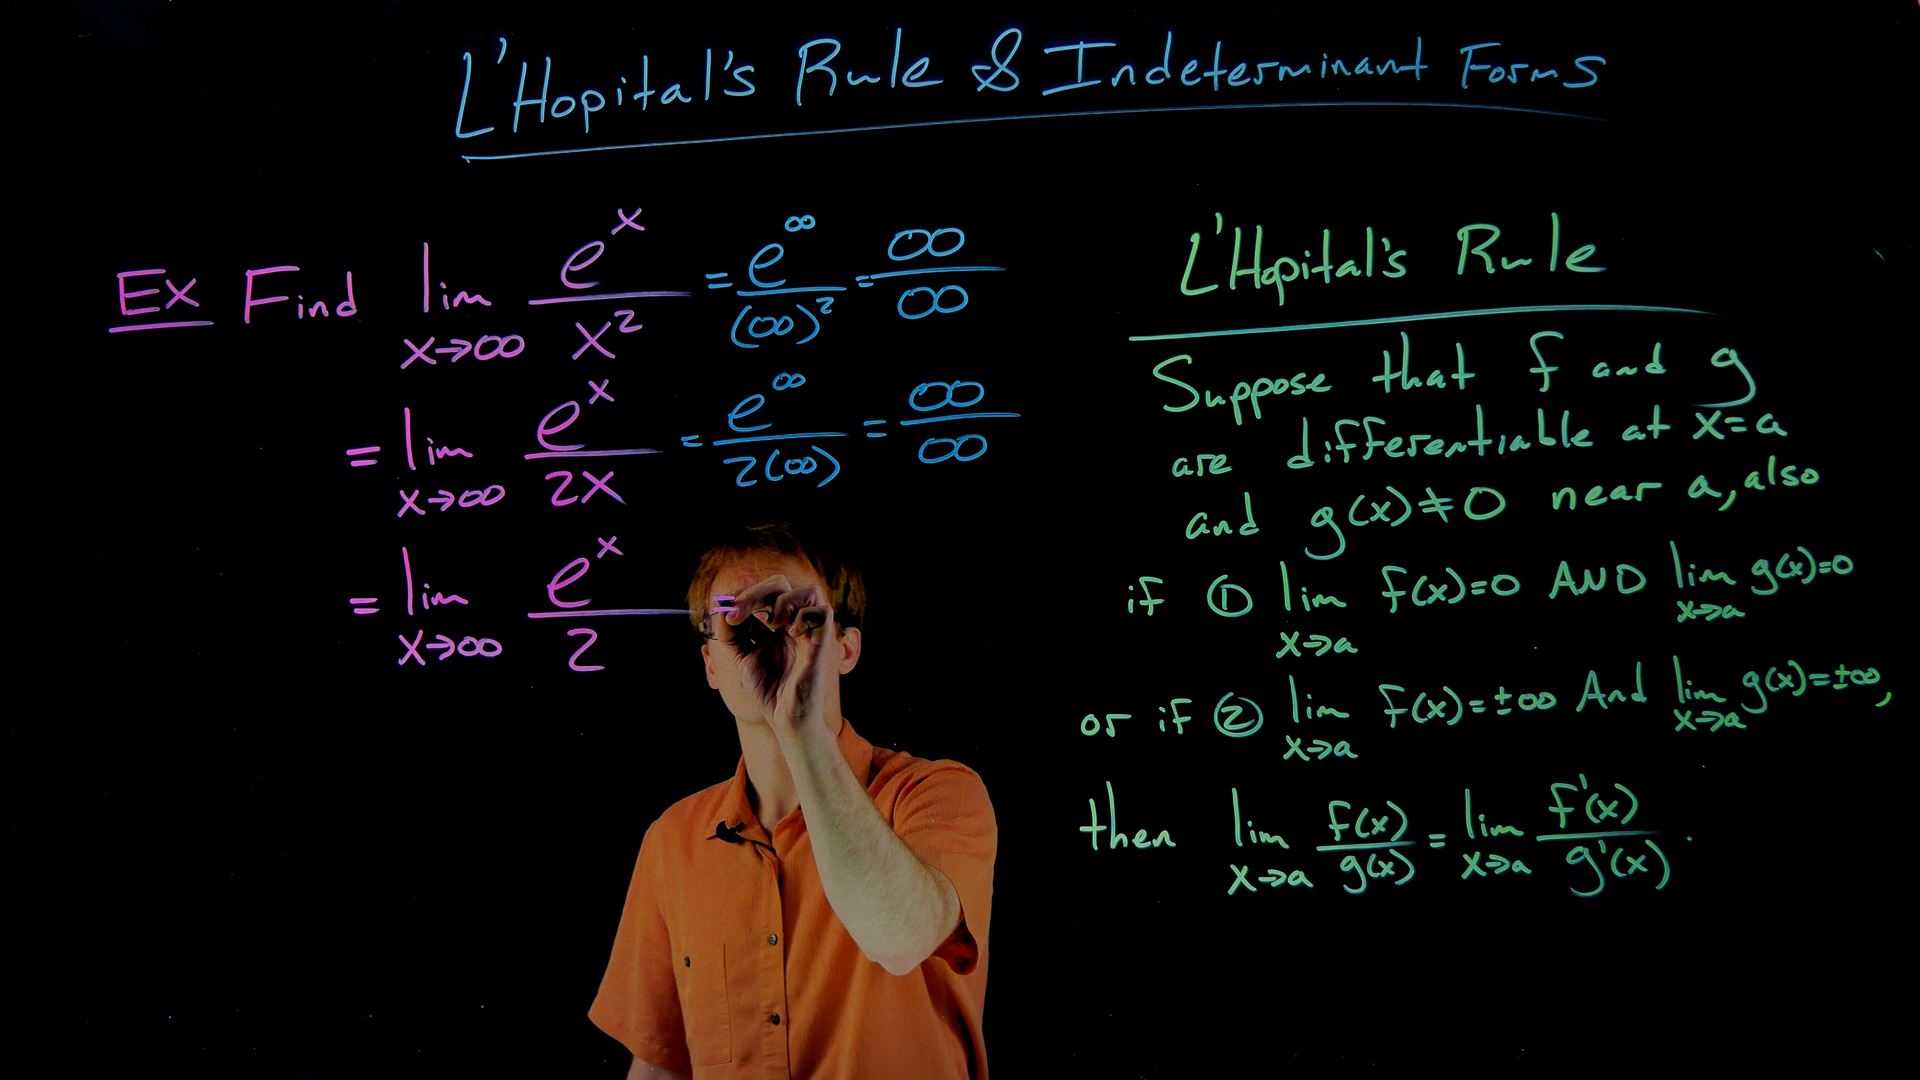 L'Hopital's Rule & Indeterminant Forms
Ex Find lim x→∞ e^x / x^2 = e^∞ / (∞)^2 = ∞ / ∞
= lim x→∞ e^x / 2x = e^∞ / 2(∞) = ∞ / ∞
= lim x→∞ e^x / 2 =
L'Hopital's Rule
Suppose that f and g
are differentiable at x=a
and g(x)≠0 near a, also
if ① lim x→a f(x)=0 AND lim x→a g(x)=0
or if ② lim x→a f(x)=±∞ And lim x→a g(x)=±∞,
then lim x→a f(x)/g(x) = lim x→a f'(x)/g'(x).